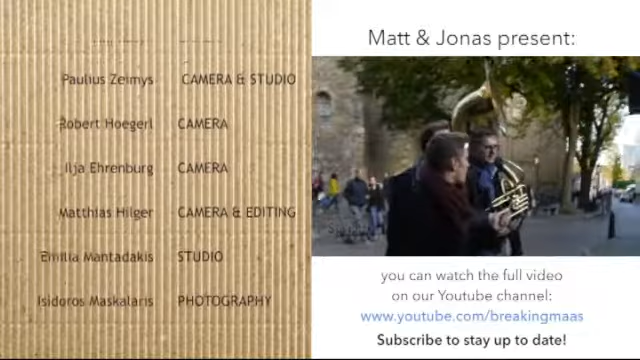 Paulius Zeimys CAMERA & STUDIO
Robert Hoegerl CAMERA
Ilja Ehrenburg CAMERA
Matthias Hilger CAMERA & EDITING
Emilia Mantadakis STUDIO
Isidoros Maskalaris PHOTOGRAPHY
Matt & Jonas present:
you can watch the full video
on our Youtube channel:
www.youtube.com/breakingmaas
Subscribe to stay up to date!